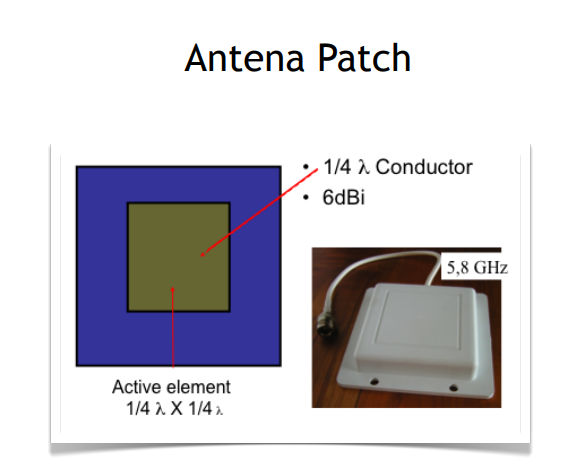 Antena Patch
• 1/4 λ Conductor
• 6dBi
5,8 GHz
Active element
1/4 λ X 1/4 λ